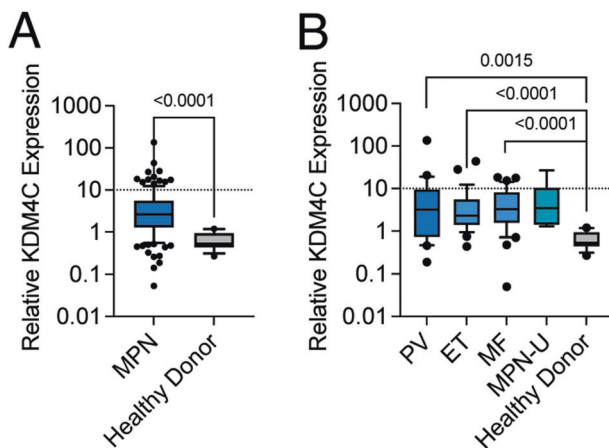 A
Relative KDM4C Expression
1000
100
10
1
0.1
0.01
<0.0001
MPN
Healthy Donor
B
Relative KDM4C Expression
1000
100
10
1
0.1
0.01
0.0015
<0.0001
<0.0001
PV
ET
MF
MPN-U
Healthy Donor